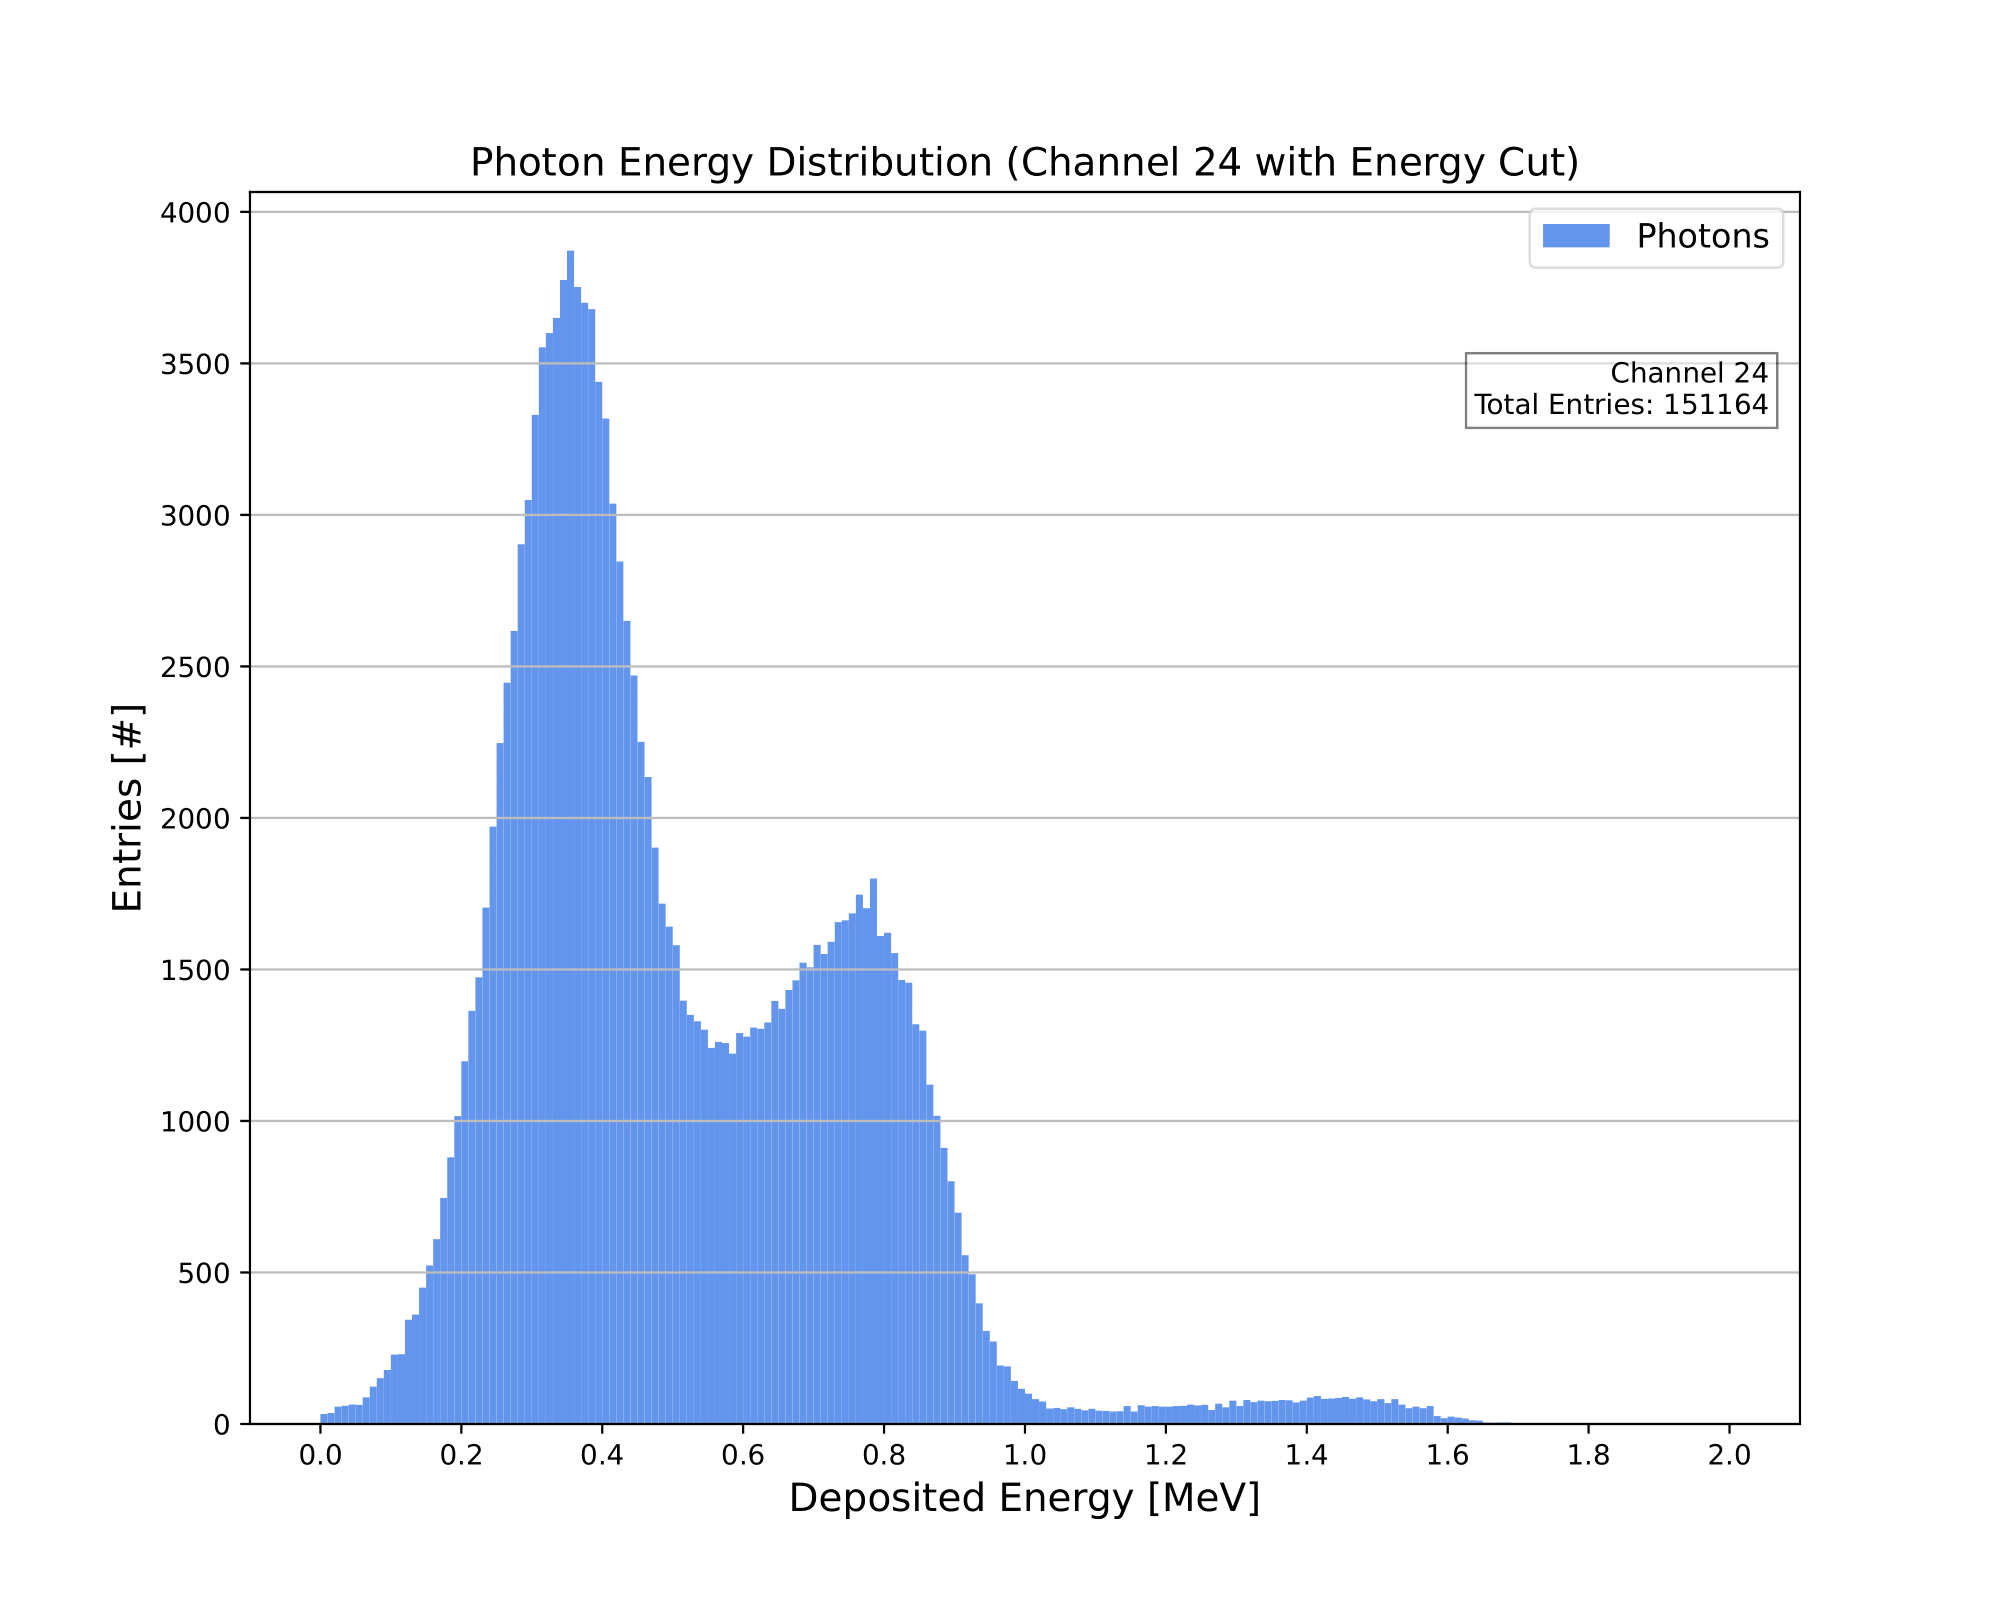 Photon Energy Distribution (Channel 24 with Energy Cut)
Photons
Channel 24
Total Entries: 151164
Entries [#]
4000
3500
3000
2500
2000
1500
1000
500
0
0.0 0.2 0.4 0.6 0.8 1.0 1.2 1.4 1.6 1.8 2.0
Deposited Energy [MeV]